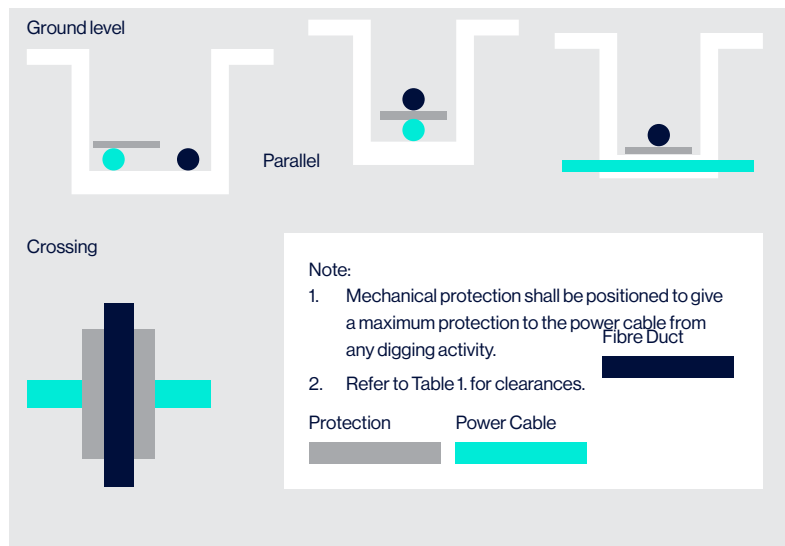 Ground level
Parallel
Crossing
Note:
1. Mechanical protection shall be positioned to give
a maximum protection to the power cable from
any digging activity.
2. Refer to Table 1. for clearances.
Fibre Duct
Protection
Power Cable